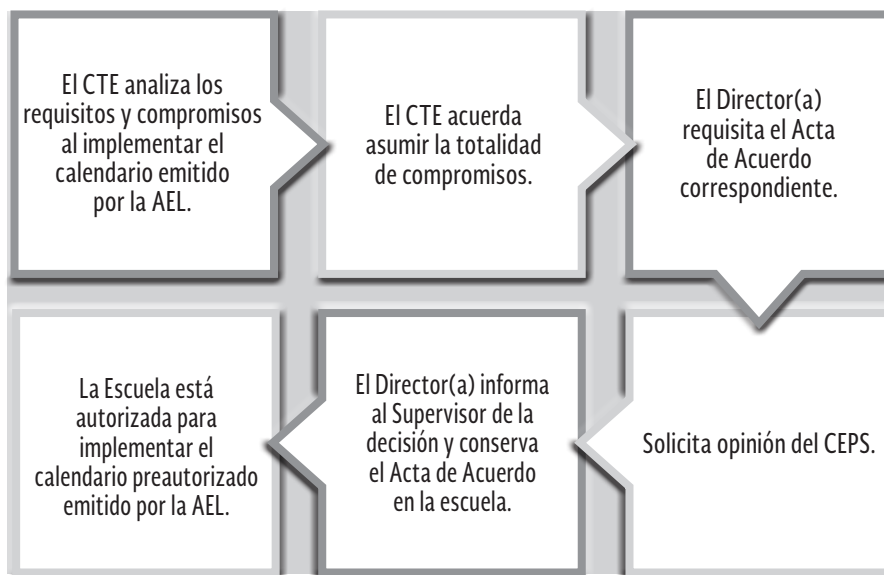 El CTE analiza los
requisitos y compromisos
al implementar el
calendario emitido
por la AEL.
El CTE acuerda
asumir la totalidad
de compromisos.
El Director(a)
requisita el Acta
de Acuerdo
correspondiente.
Solicita opinión del CEPS.
El Director(a) informa
al Supervisor de la
decisión y conserva
el Acta de Acuerdo
en la escuela.
La Escuela está
autorizada para
implementar el
calendario preautorizado
emitido por la AEL.